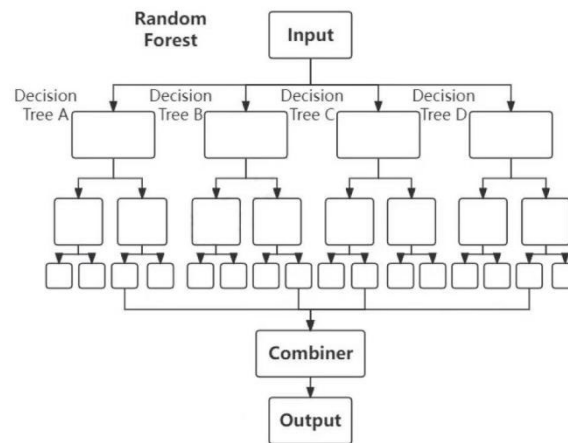 Random
Forest
Input
Decision
Tree A
Decision
Tree B
Decision
Tree C
Decision
Tree D
Combiner
Output